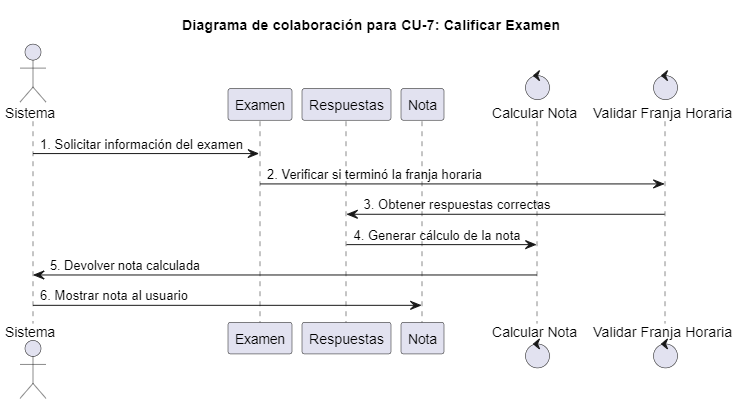 Diagrama de colaboración para CU-7: Calificar Examen
Sistema
Examen
Respuestas
Nota
Calcular Nota
Validar Franja Horaria
1. Solicitar información del examen
2. Verificar si terminó la franja horaria
3. Obtener respuestas correctas
4. Generar cálculo de la nota
5. Devolver nota calculada
6. Mostrar nota al usuario
Sistema
Examen
Respuestas
Nota
Calcular Nota
Validar Franja Horaria